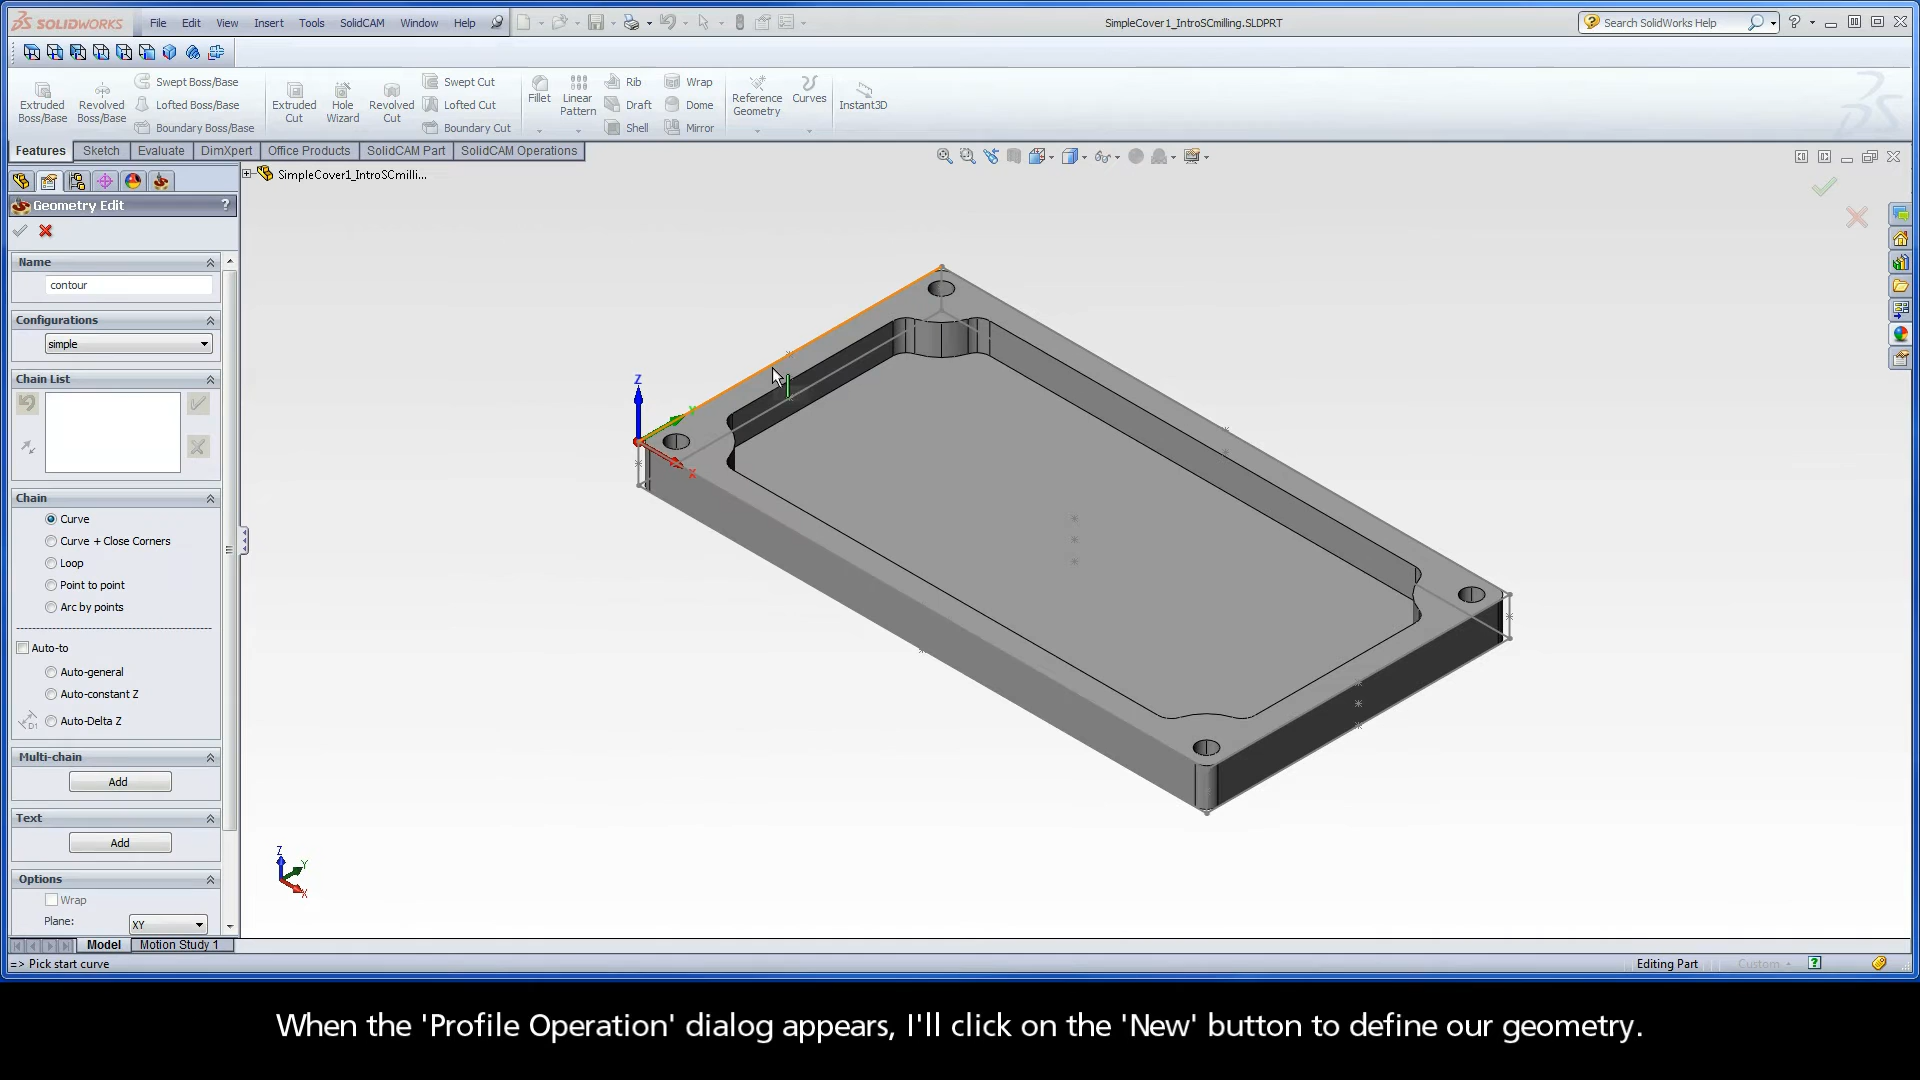 SOLIDWORKS File Edit View Insert Tools SolidCAM Window Help SimpleCover1_IntroSCmilling.SLDPRT Search SolidWorks Help
Extruded Boss/Base
Revolved Boss/Base
Swept Boss/Base
Lofted Boss/Base
Boundary Boss/Base
Extruded Cut
Hole Wizard
Revolved Cut
Swept Cut
Lofted Cut
Boundary Cut
Fillet
Linear Pattern
Rib
Draft
Shell
Wrap
Dome
Mirror
Reference Geometry
Curves
Instant3D
Features Sketch Evaluate DimXpert Office Products SolidCAM Part SolidCAM Operations
SimpleCover1_IntroSCmilli...
Geometry Edit ?
Name
contour
Configurations
simple
Chain List
Chain
Curve
Curve + Close Corners
Loop
Point to point
Arc by points
Auto-to
Auto-general
Auto-constant Z
Auto-Delta Z
Multi-chain
Add
Text
Add
Options
Wrap
Plane: XY
Z
Y
X
Z
Y
X
Model Motion Study 1
=> Pick start curve Editing Part Custom
When the 'Profile Operation' dialog appears, I'll click on the 'New' button to define our geometry.